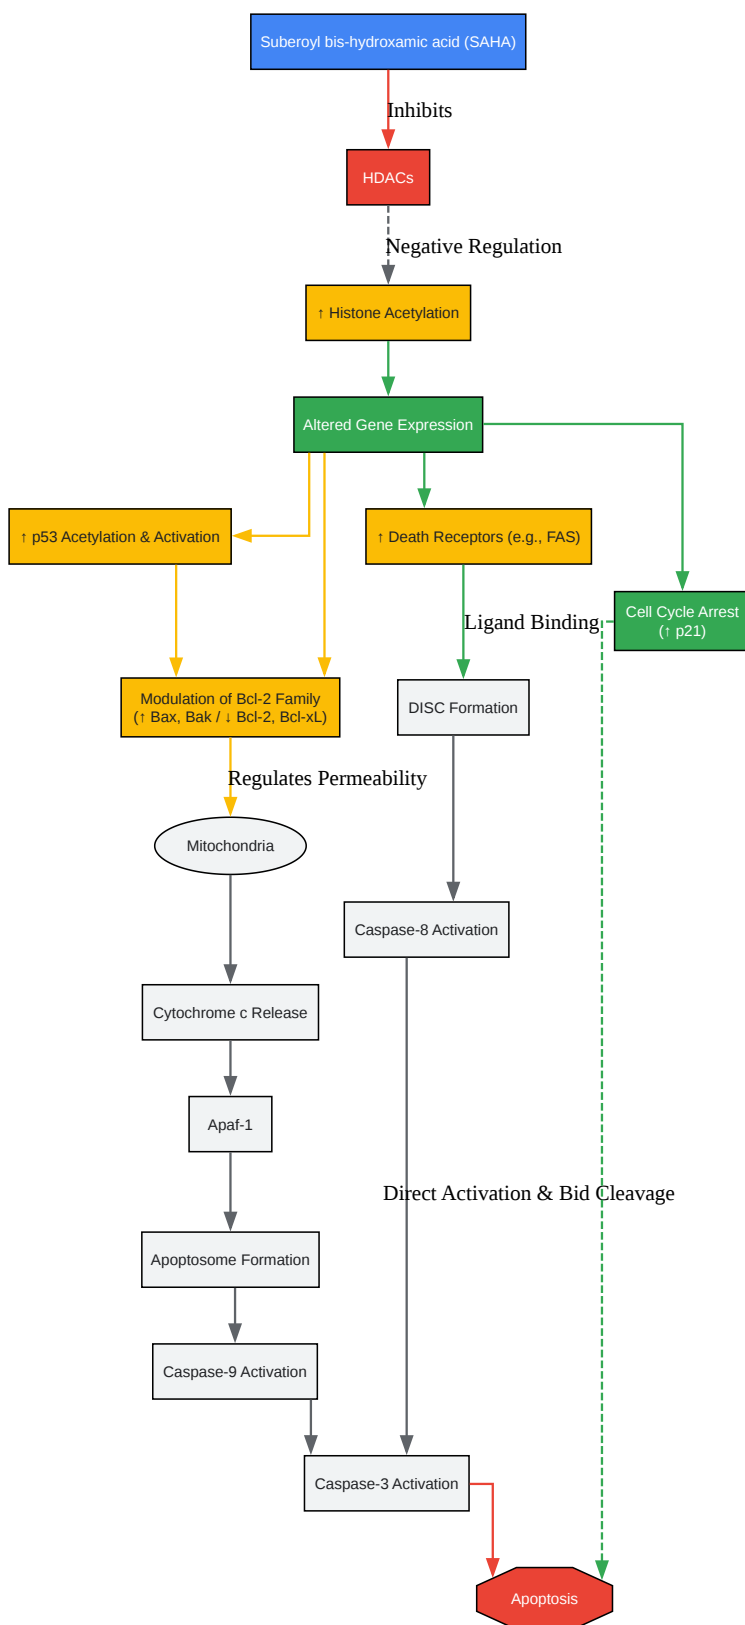 Suberoyl bis-hydroxamic acid (SAHA)
Inhibits
HDACs
Negative Regulation
↑ Histone Acetylation
Altered Gene Expression
↑ p53 Acetylation & Activation
↑ Death Receptors (e.g., FAS)
Cell Cycle Arrest
(↑ p21)
Ligand Binding
Modulation of Bcl-2 Family
(↑ Bax, Bak / ↓ Bcl-2, Bcl-xL)
DISC Formation
Regulates Permeability
Mitochondria
Caspase-8 Activation
Cytochrome c Release
Apaf-1
Direct Activation & Bid Cleavage
Apoptosome Formation
Caspase-9 Activation
Caspase-3 Activation
Apoptosis